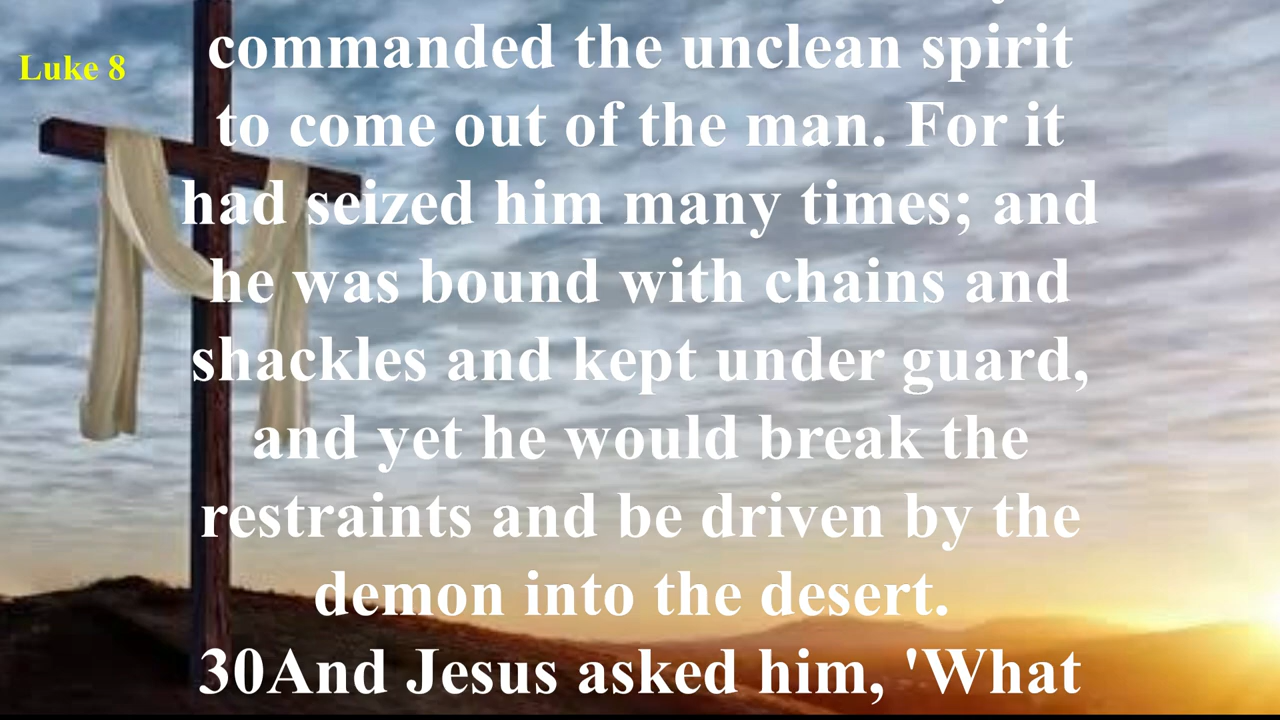 Luke 8
commanded the unclean spirit
to come out of the man. For it
had seized him many times; and
he was bound with chains and
shackles and kept under guard,
and yet he would break the
restraints and be driven by the
demon into the desert.
30And Jesus asked him, 'What